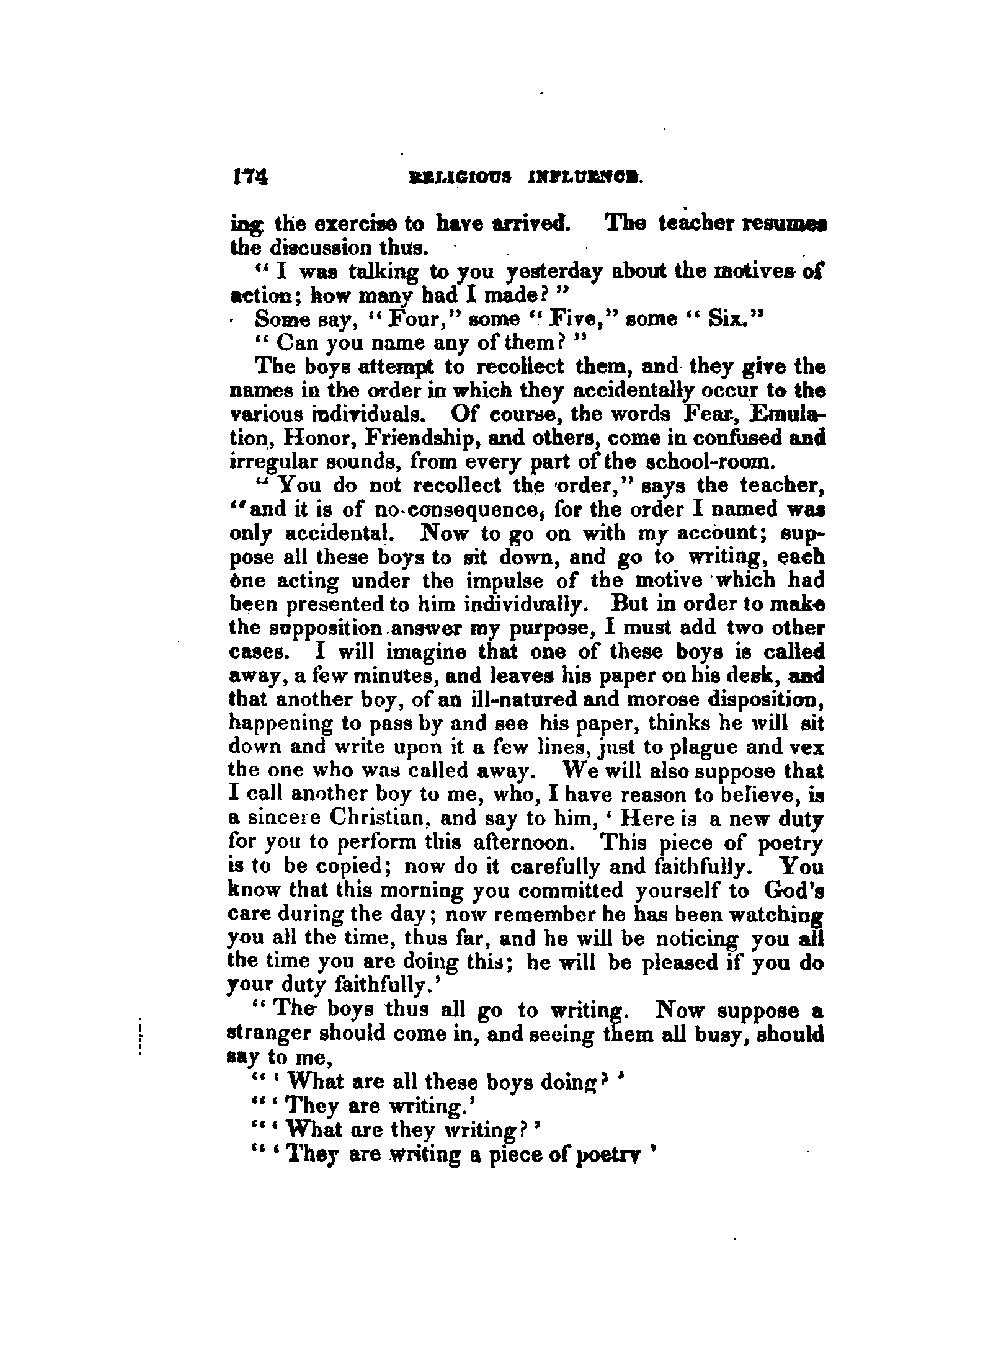 174 RELIGIOUS INFLUENCE.
ing the exercise to have arrived. The teacher resumes
the discussion thus.
“ I was talking to you yesterday about the motives of
action; how many had I made? ”
Some say, “ Four,” some “ Five,” some “ Six.”
“ Can you name any of them? ”
The boys attempt to recollect them, and they give the
names in the order in which they accidentally occur to the
various individuals. Of course, the words Fear, Emula-
tion, Honor, Friendship, and others, come in confused and
irregular sounds, from every part of the school-room.
“ You do not recollect the order,” says the teacher,
“and it is of no consequence, for the order I named was
only accidental. Now to go on with my account; sup-
pose all these boys to sit down, and go to writing, each
one acting under the impulse of the motive which had
been presented to him individually. But in order to make
the supposition answer my purpose, I must add two other
cases. I will imagine that one of these boys is called
away, a few minutes, and leaves his paper on his desk, and
that another boy, of an ill-natured and morose disposition,
happening to pass by and see his paper, thinks he will sit
down and write upon it a few lines, just to plague and vex
the one who was called away. We will also suppose that
I call another boy to me, who, I have reason to believe, is
a sincere Christian, and say to him, ‘ Here is a new duty
for you to perform this afternoon. This piece of poetry
is to be copied; now do it carefully and faithfully. You
know that this morning you committed yourself to God's
care during the day; now remember he has been watching
you all the time, thus far, and he will be noticing you all
the time you are doing this; he will be pleased if you do
your duty faithfully.’
“ The boys thus all go to writing. Now suppose a
stranger should come in, and seeing them all busy, should
say to me,
“ ‘ What are all these boys doing? ’
“ ‘ They are writing.’
“ ‘ What are they writing? ’
“ ‘ They are writing a piece of poetry ’